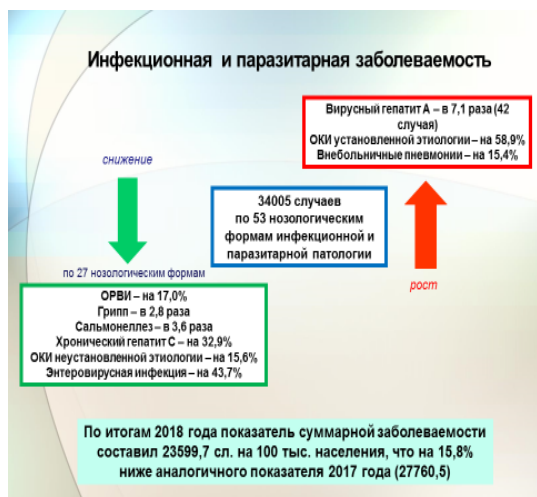 Инфекционная и паразитарная заболеваемость
Вирусный гепатит А – в 7,1 раза (42
случая)
ОКИ установленной этиологии – на 58,9%
Внебольничные пневмонии – на 15,4%
снижение
34005 случаев
по 53 нозологическим
формам инфекционной и
паразитарной патологии
по 27 нозологическим формам
рост
ОРВИ – на 17,0%
Грипп – в 2,8 раза
Сальмонеллез – в 3,6 раза
Хронический гепатит С – на 32,9%
ОКИ неустановленной этиологии – на 15,6%
Энтеровирусная инфекция – на 43,7%
По итогам 2018 года показатель суммарной заболеваемости
составил 23599,7 сл. на 100 тыс. населения, что на 15,8%
ниже аналогичного показателя 2017 года (27760,5)